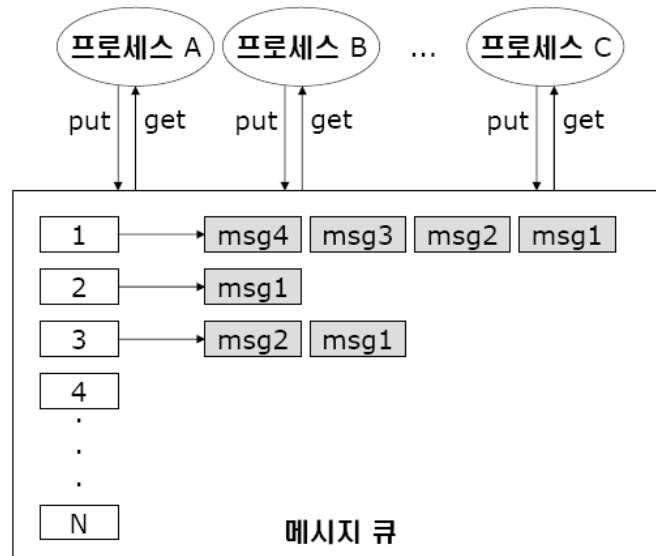 프로세스 A 프로세스 B ... 프로세스 C
put get put get put get
1 msg4 msg3 msg2 msg1
2 msg1
3 msg2 msg1
4
.
.
.
N
메시지 큐